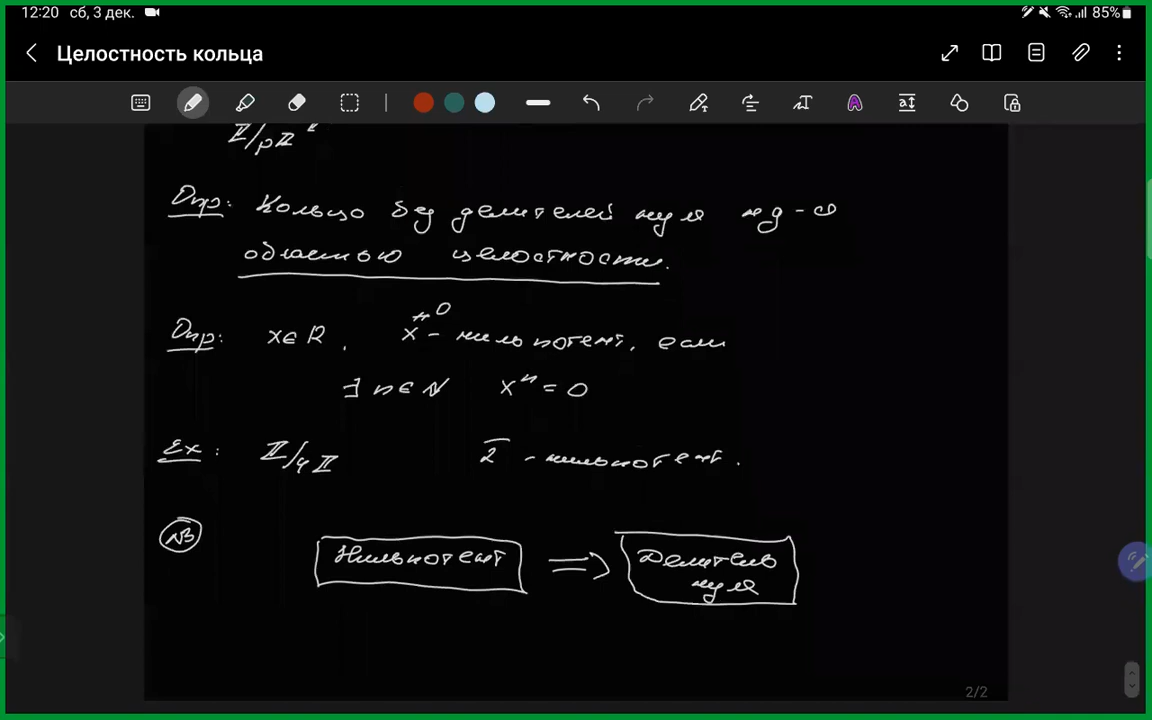 12:20 сб, 3 дек. 85%
Целостность кольца
ℤ/pℤ
Опр: Кольцо без делителей нуля наз-ся
областью целостности.
Опр: x∈R, x≠0 – нильпотент, если
∃ n∈ℕ xⁿ = 0
Ex: ℤ/4ℤ 2̅ – нильпотент.
NB Нильпотент ⟹ Делитель
нуля
2/2